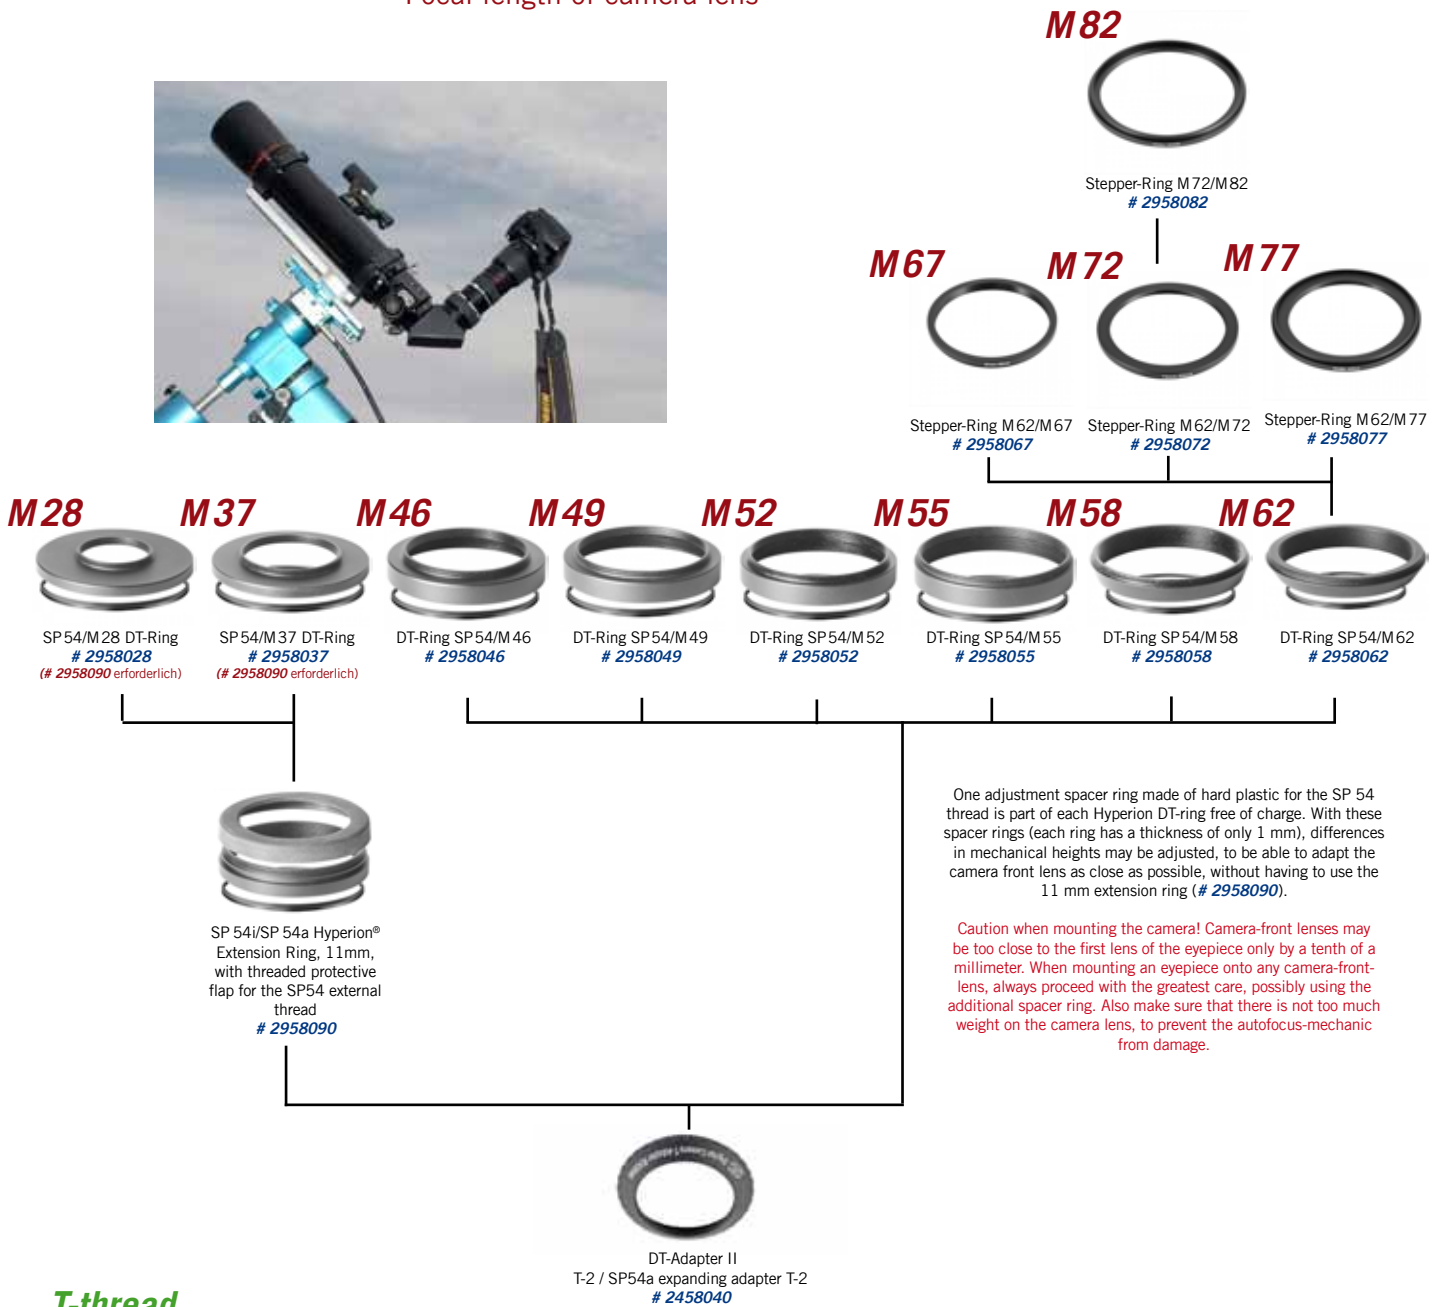 Focal length of camera lens
M82
Stepper-Ring M72/M82
# 2958082
M67
M72
M77
Stepper-Ring M62/M67
# 2958067
Stepper-Ring M62/M72
# 2958072
Stepper-Ring M62/M77
# 2958077
M28
M37
M46
M49
M52
M55
M58
M62
SP54/M28 DT-Ring
# 2958028
(# 2958090 erforderlich)
SP54/M37 DT-Ring
# 2958037
(# 2958090 erforderlich)
DT-Ring SP54/M46
# 2958046
DT-Ring SP54/M49
# 2958049
DT-Ring SP54/M52
# 2958052
DT-Ring SP54/M55
# 2958055
DT-Ring SP54/M58
# 2958058
DT-Ring SP54/M62
# 2958062
SP 54i/SP 54a Hyperion®
Extension Ring, 11mm,
with threaded protective
flap for the SP54 external
thread
# 2958090
One adjustment spacer ring made of hard plastic for the SP 54
thread is part of each Hyperion DT-ring free of charge. With these
spacer rings (each ring has a thickness of only 1 mm), differences
in mechanical heights may be adjusted, to be able to adapt the
camera front lens as close as possible, without having to use the
11 mm extension ring (# 2958090).
Caution when mounting the camera! Camera-front lenses may
be too close to the first lens of the eyepiece only by a tenth of a
millimeter. When mounting an eyepiece onto any camera-front-
lens, always proceed with the greatest care, possibly using the
additional spacer ring. Also make sure that there is not too much
weight on the camera lens, to prevent the autofocus-mechanic
from damage.
DT-Adapter II
T-2 / SP54a expanding adapter T-2
# 2458040
T-thread